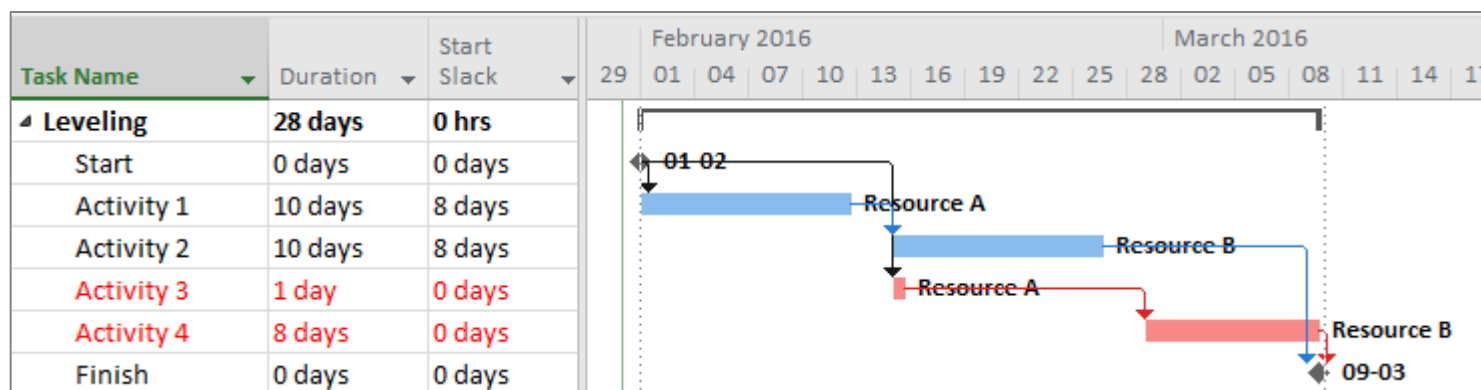 February 2016 March 2016
Task Name Duration Start Slack 29 01 04 07 10 13 16 19 22 25 28 02 05 08 11 14
Leveling 28 days 0 hrs
Start 0 days 0 days 01-02
Activity 1 10 days 8 days Resource A
Activity 2 10 days 8 days Resource B
Activity 3 1 day 0 days Resource A
Activity 4 8 days 0 days Resource B
Finish 0 days 0 days 09-03